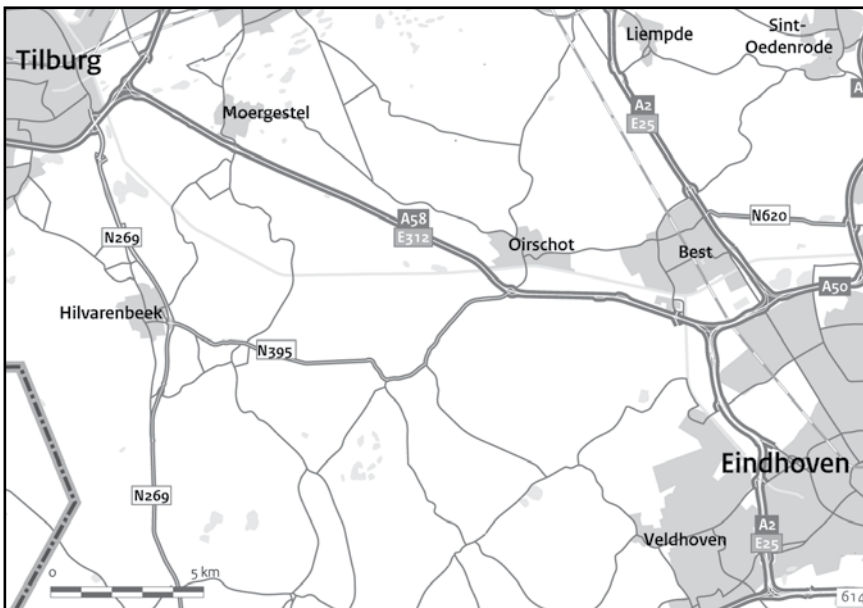 Liempde
Sint-
Oedenrode
Tilburg
A2
E25
Moergestel
A58
E312
N620
N269
Oirschot
Best
A50
Hilvarenbeek
N395
Eindhoven
N269
A2
E25
Veldhoven
0
5 km